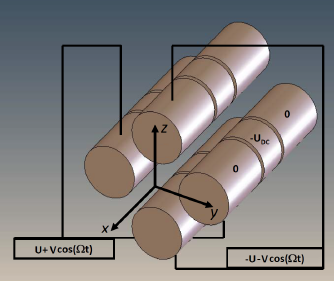 z
0
-U_DC
0
x
y
U+Vcos(Ωt)
-U-Vcos(Ωt)